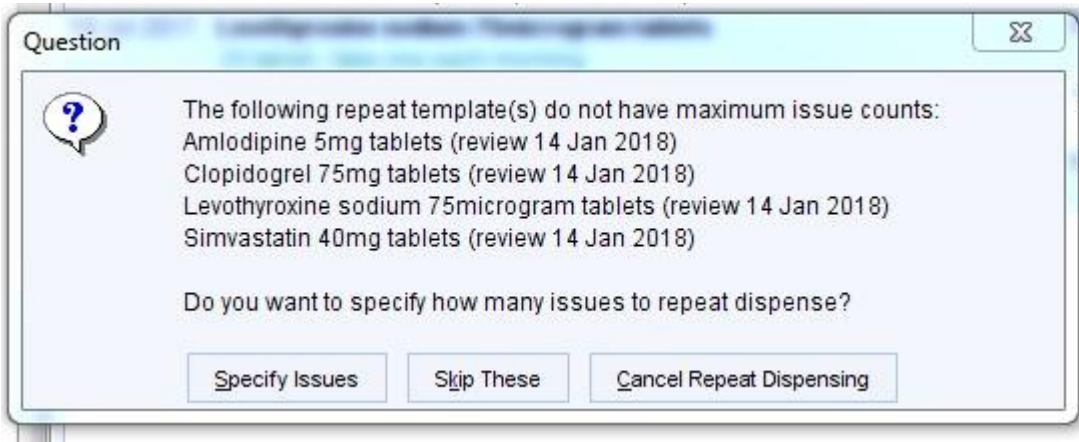 Question
The following repeat template(s) do not have maximum issue counts:
Amlodipine 5mg tablets (review 14 Jan 2018)
Clopidogrel 75mg tablets (review 14 Jan 2018)
Levothyroxine sodium 75microgram tablets (review 14 Jan 2018)
Simvastatin 40mg tablets (review 14 Jan 2018)
Do you want to specify how many issues to repeat dispense?
Specify Issues Skip These Cancel Repeat Dispensing